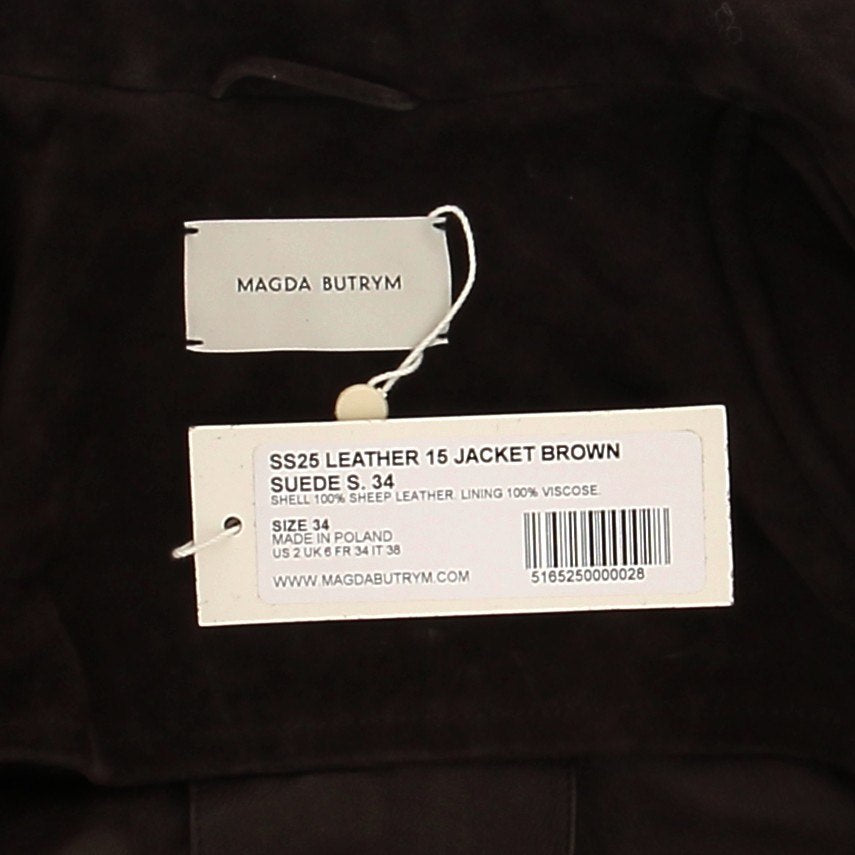 MAGDA BUTRYM
SS25 LEATHER 15 JACKET BROWN
SUEDE S. 34
SHELL 100% SHEEP LEATHER. LINING 100% VISCOSE.
SIZE 34
MADE IN POLAND
US 2 UK 6 FR 34 IT 38
WWW.MAGDABUTRYM.COM
5165250000028